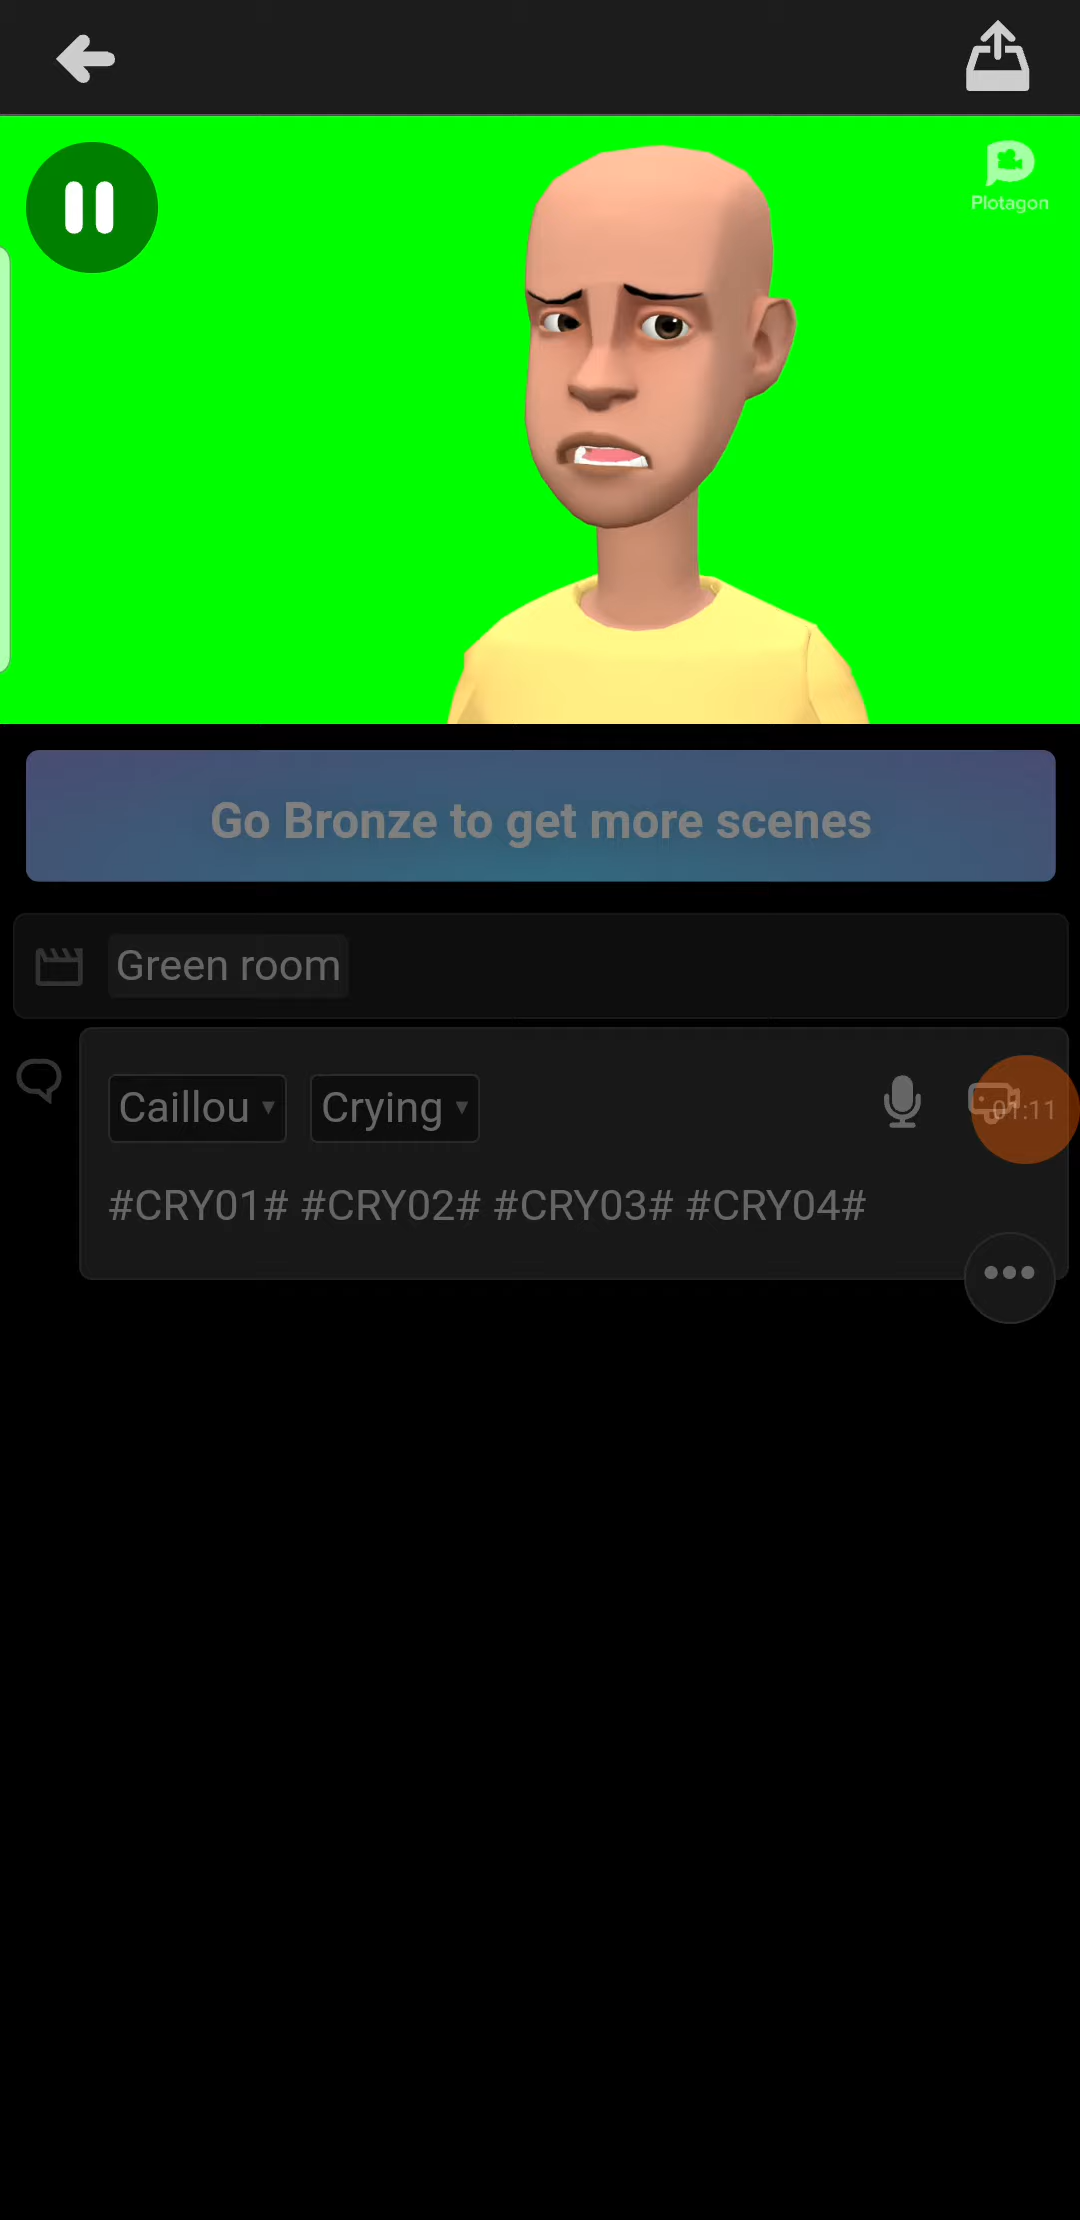 Plotagon
Go Bronze to get more scenes
Green room
Caillou ▾ Crying ▾
01:11
#CRY01# #CRY02# #CRY03# #CRY04#